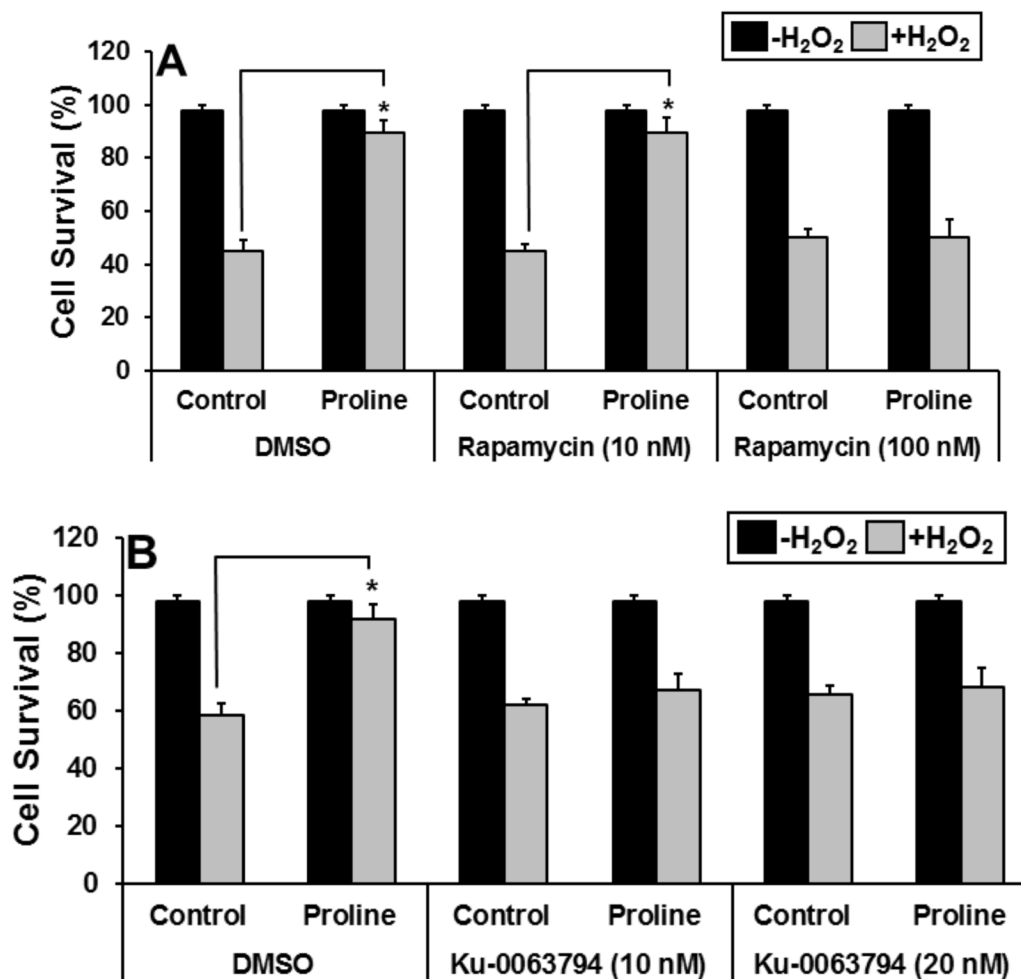 -H₂O₂ +H₂O₂
A
Cell Survival (%)
120
100
80
60
40
20
0
* *
Control Proline Control Proline Control Proline
DMSO Rapamycin (10 nM) Rapamycin (100 nM)
-H₂O₂ +H₂O₂
B
Cell Survival (%)
120
100
80
60
40
20
0
*
Control Proline Control Proline Control Proline
DMSO Ku-0063794 (10 nM) Ku-0063794 (20 nM)